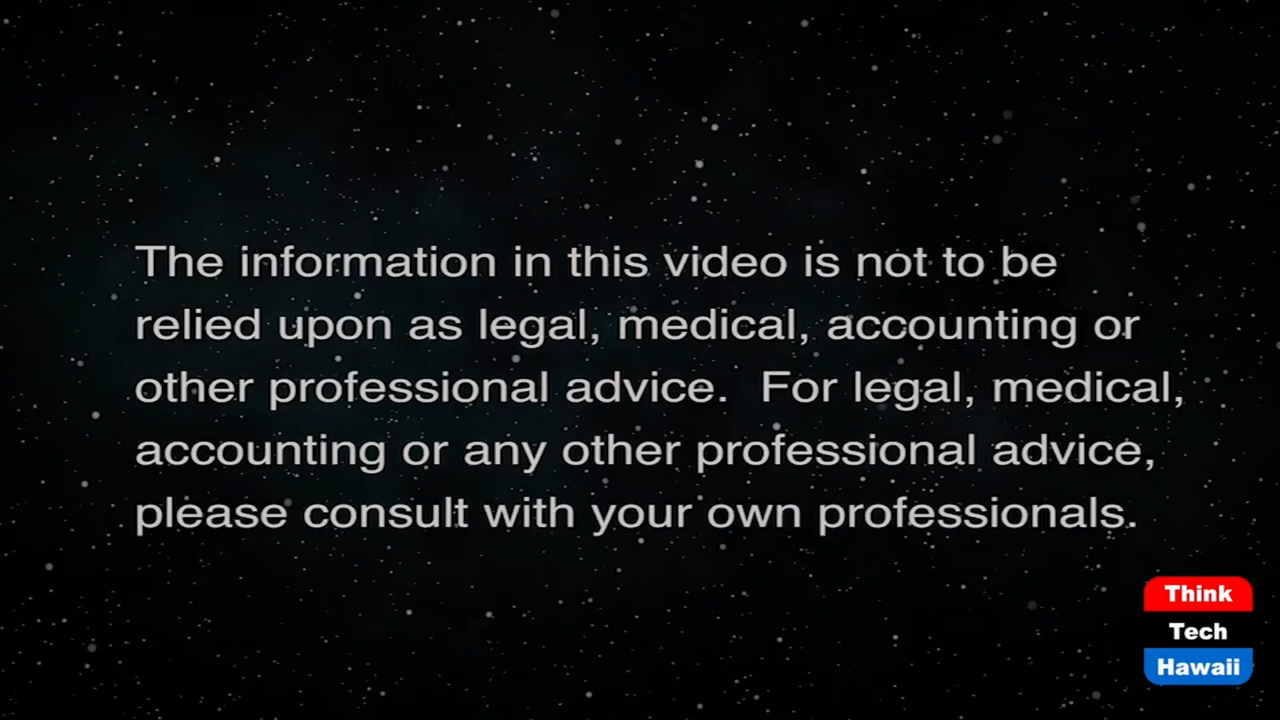 The information in this video is not to be
relied upon as legal, medical, accounting or
other professional advice.  For legal, medical,
accounting or any other professional advice,
please consult with your own professionals.
Think
Tech
Hawaii